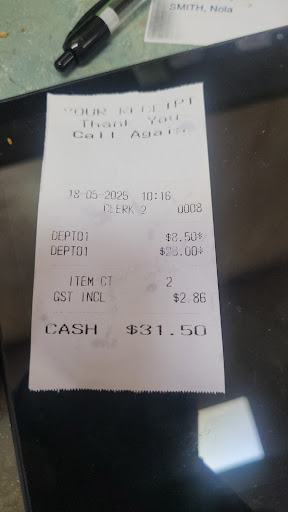 SMITH, Nola
YOUR RECEIPT
Thank You
Call Again
18-05-2025 10:16
CLERK 2 0008
DEPT01 $8.50*
DEPT01 $23.00*
ITEM CT 2
GST INCL $2.86
CASH $31.50